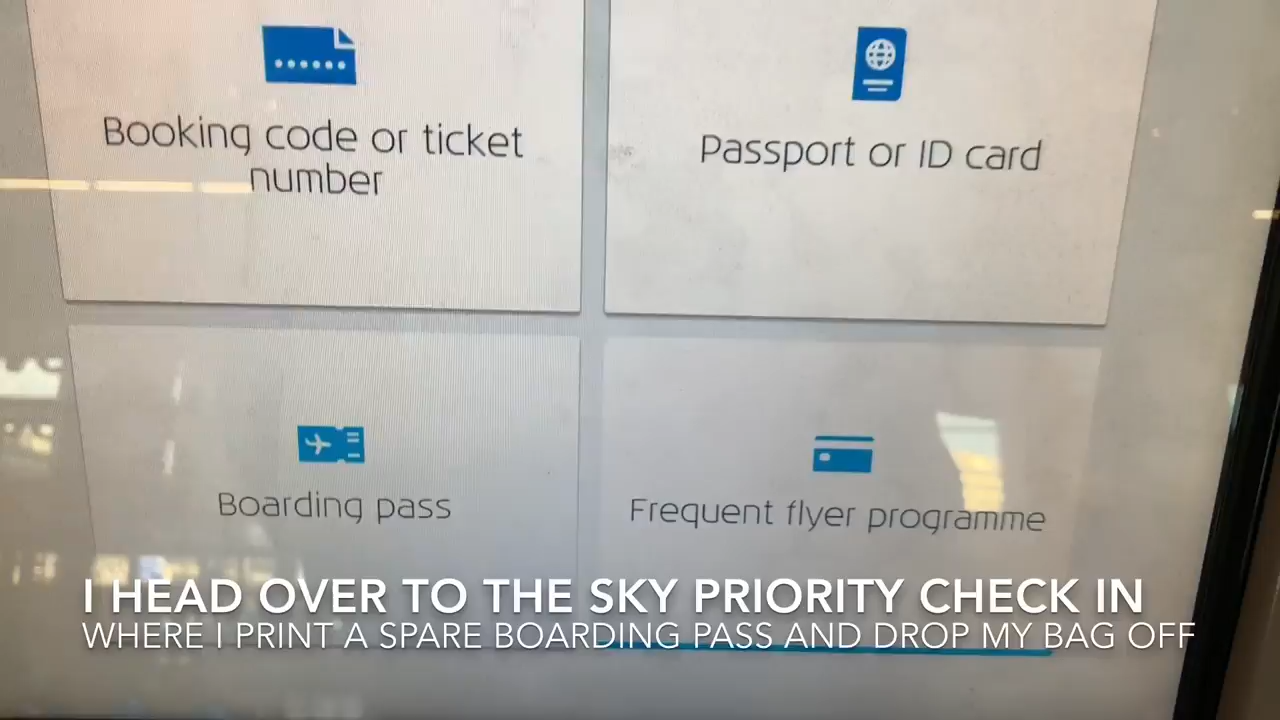 Booking code or ticket
number
Passport or ID card
Boarding pass
Frequent flyer programme
I HEAD OVER TO THE SKY PRIORITY CHECK IN
WHERE I PRINT A SPARE BOARDING PASS AND DROP MY BAG OFF